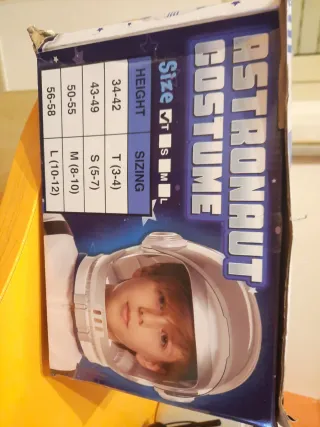 ASTRONAUT
COSTUME
Size ✓T S M L
HEIGHT SIZING
34-42 T (3-4)
43-49 S (5-7)
50-55 M (8-10)
56-58 L (10-12)